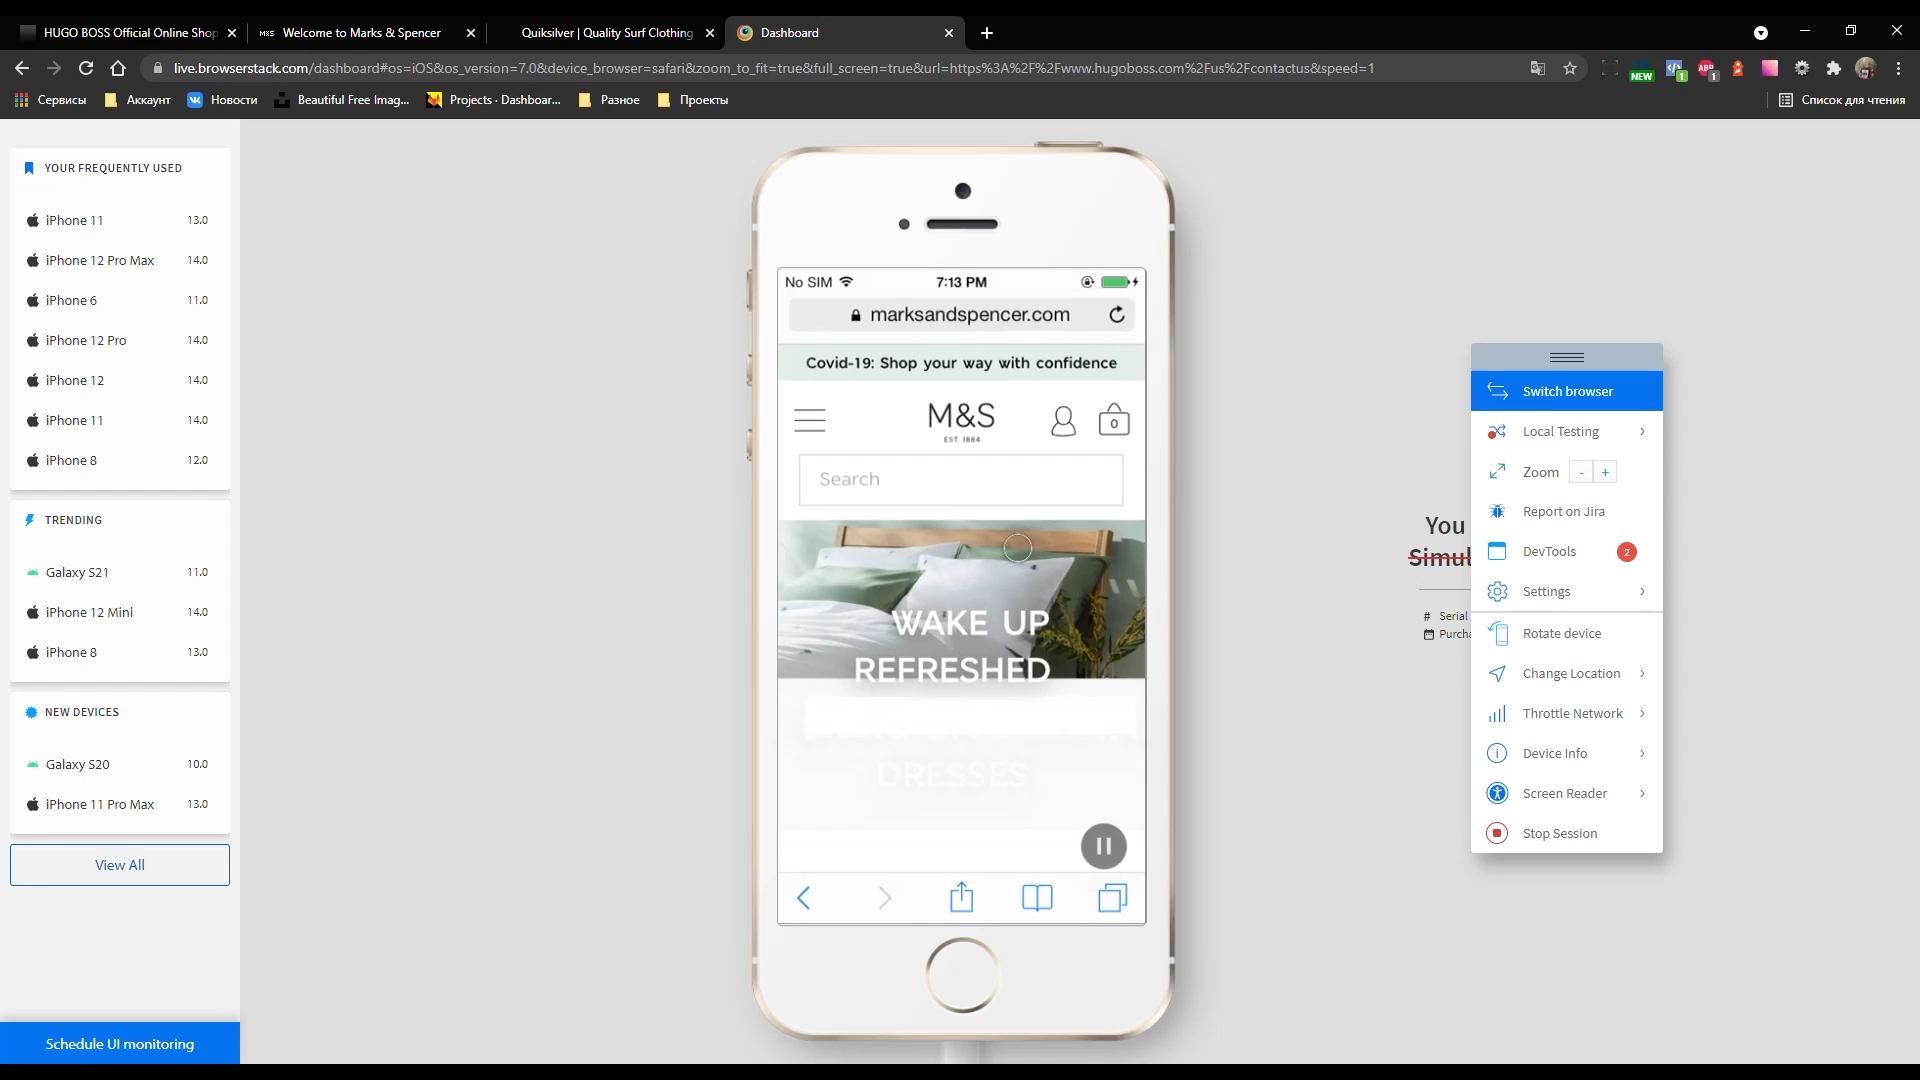 HUGO BOSS Official Online Shop
M&S Welcome to Marks & Spencer
Quiksilver | Quality Surf Clothing
Dashboard
live.browserstack.com/dashboard#os=iOS&os_version=7.0&device_browser=safari&zoom_to_fit=true&full_screen=true&url=https%3A%2F%2Fwww.hugoboss.com%2Fus%2Fcontactus&speed=1
NEW
1
ABP
1
Сервисы
Аккаунт
Новости
Beautiful Free Imag...
Projects · Dashboar...
Разное
Проекты
Список для чтения
YOUR FREQUENTLY USED
iPhone 11 13.0
iPhone 12 Pro Max 14.0
iPhone 6 11.0
iPhone 12 Pro 14.0
iPhone 12 14.0
iPhone 11 14.0
iPhone 8 12.0
TRENDING
Galaxy S21 11.0
iPhone 12 Mini 14.0
iPhone 8 13.0
NEW DEVICES
Galaxy S20 10.0
iPhone 11 Pro Max 13.0
View All
Schedule UI monitoring
No SIM 7:13 PM
marksandspencer.com
Covid-19: Shop your way with confidence
M&S
EST. 1884
0
Search
WAKE UP
REFRESHED
DRESSES
You
Simul
# Serial
Purcha
Switch browser
Local Testing
Zoom - +
Report on Jira
DevTools 2
Settings
Rotate device
Change Location
Throttle Network
Device Info
Screen Reader
Stop Session